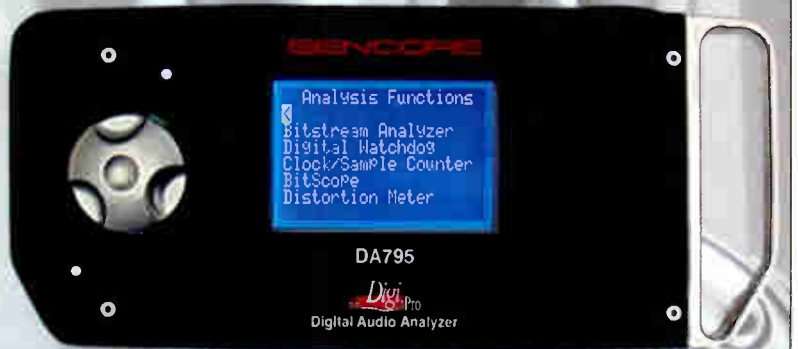 SENCORE
Analysis Functions
<
Bitstream Analyzer
Digital Watchdog
Clock/Sample Counter
BitScope
Distortion Meter
DA795
Digi Pro
Digital Audio Analyzer